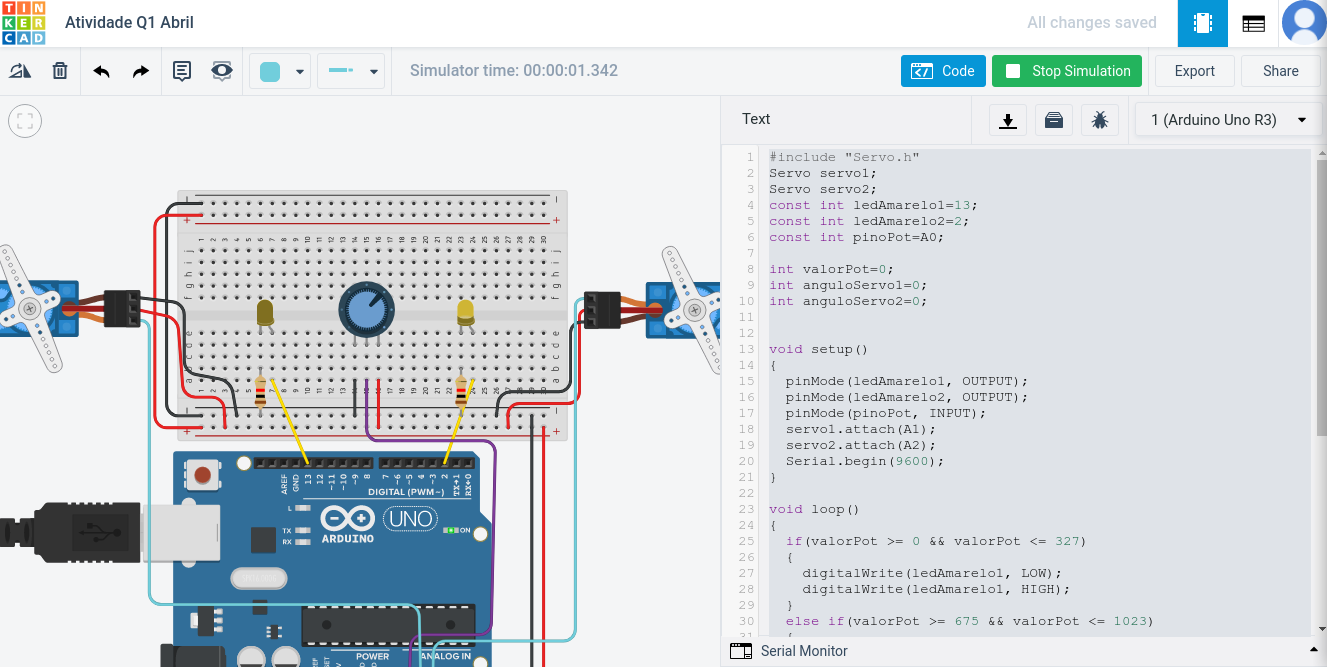 TIN
KER
CAD
Atividade Q1 Abril
All changes saved
Simulator time: 00:00:01.342
Code
Stop Simulation
Export
Share
Text
1 (Arduino Uno R3)
1 #include "Servo.h"
2 Servo servo1;
3 Servo servo2;
4 const int ledAmarelo1=13;
5 const int ledAmarelo2=2;
6 const int pinoPot=A0;
7
8 int valorPot=0;
9 int anguloServo1=0;
10 int anguloServo2=0;
11
12
13 void setup()
14 {
15 pinMode(ledAmarelo1, OUTPUT);
16 pinMode(ledAmarelo2, OUTPUT);
17 pinMode(pinoPot, INPUT);
18 servo1.attach(A1);
19 servo2.attach(A2);
20 Serial.begin(9600);
21 }
22
23 void loop()
24 {
25 if(valorPot >= 0 && valorPot <= 327)
26 {
27 digitalWrite(ledAmarelo1, LOW);
28 digitalWrite(ledAmarelo1, HIGH);
29 }
30 else if(valorPot >= 675 && valorPot <= 1023)
31 {
Serial Monitor
AREF
GND
13
12
~11
~10
~9
8
7
~6
~5
4
~3
2
TX→1
RX←0
DIGITAL (PWM~)
L
TX
RX
UNO
ON
ARDUINO
POWER
ANALOG IN